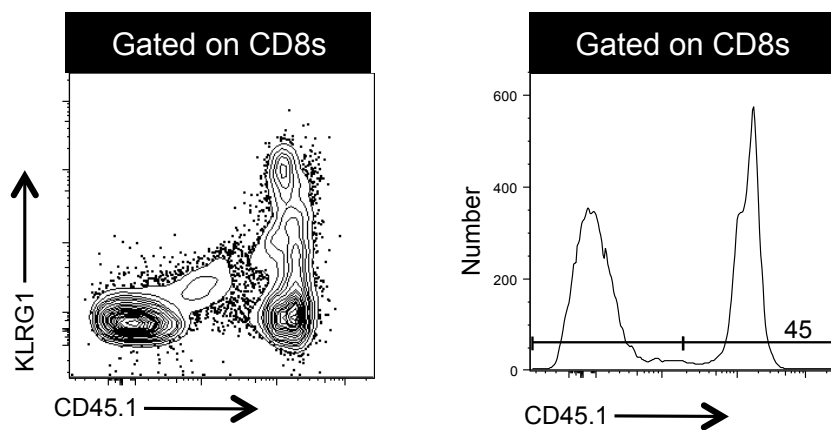 Gated on CD8s
KLRG1
CD45.1
Gated on CD8s
600
400
200
0
Number
45
CD45.1